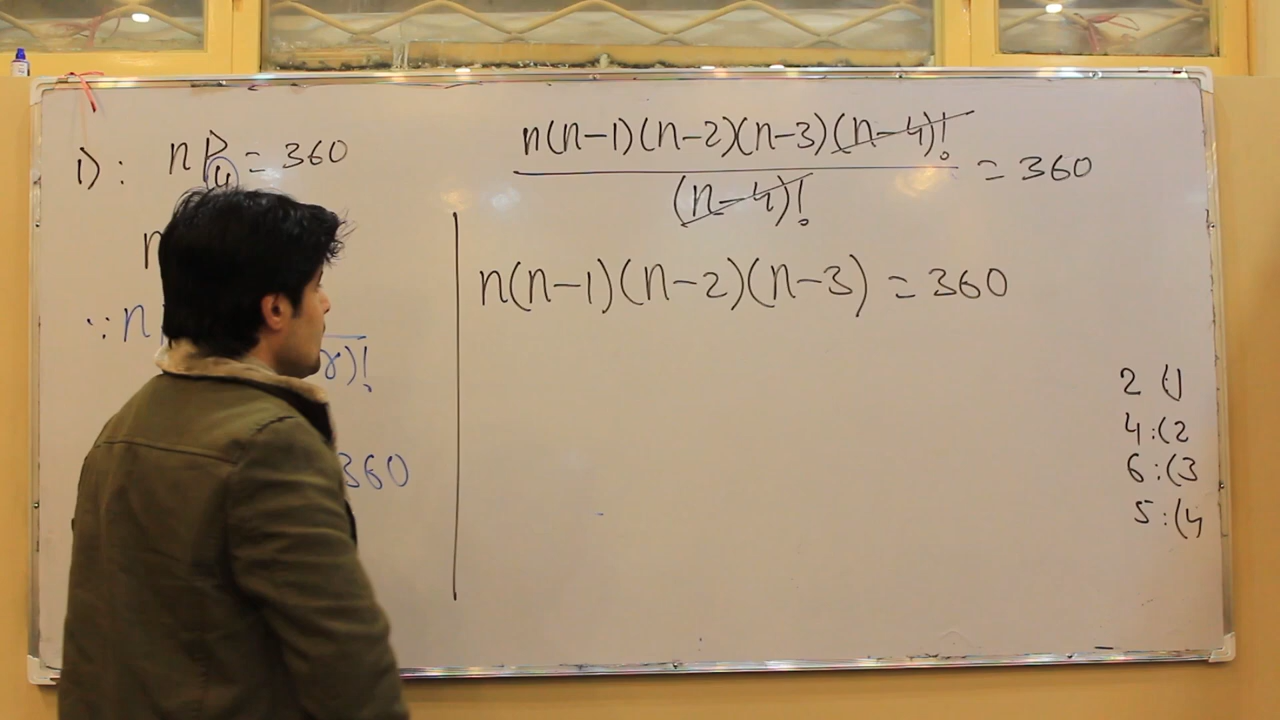 1): nP4 = 360
n
∵ n
r)!
360
n(n-1)(n-2)(n-3)(n-4)! / (n-4)! = 360
n(n-1)(n-2)(n-3) = 360
2 (1
4:(2
6:(3
5:(4